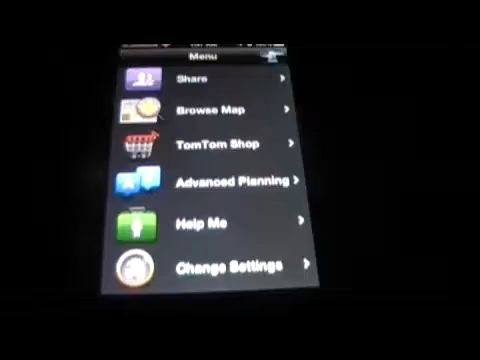 Menu
Share
Browse Map
TomTom Shop
Advanced Planning
Help Me
Change Settings